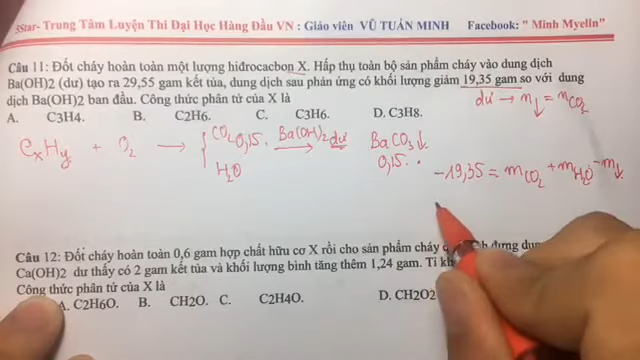 5Star- Trung Tâm Luyện Thi Đại Học Hàng Đầu VN : Giáo viên VŨ TUẤN MINH Facebook: " Minh Myelin"
Câu 11: Đốt cháy hoàn toàn một lượng hiđrocacbon X. Hấp thụ toàn bộ sản phẩm cháy vào dung dịch
Ba(OH)2 (dư) tạo ra 29,55 gam kết tủa, dung dịch sau phản ứng có khối lượng giảm 19,35 gam so với dung
dịch Ba(OH)2 ban đầu. Công thức phân tử của X là
dư → n↓ = nCO2
A. C3H4. B. C2H6. C. C3H6. D. C3H8.
CxHy + O2 → { CO2 0,15. Ba(OH)2 dư → BaCO3↓
H2O 0,15.
-19,35 = mCO2 + mH2O - m↓
Câu 12: Đốt cháy hoàn toàn 0,6 gam hợp chất hữu cơ X rồi cho sản phẩm cháy đựng
Ca(OH)2 dư thấy có 2 gam kết tủa và khối lượng bình tăng thêm 1,24 gam. Tỉ
Công thức phân tử của X là
A. C2H6O. B. CH2O. C. C2H4O. D. CH2O2